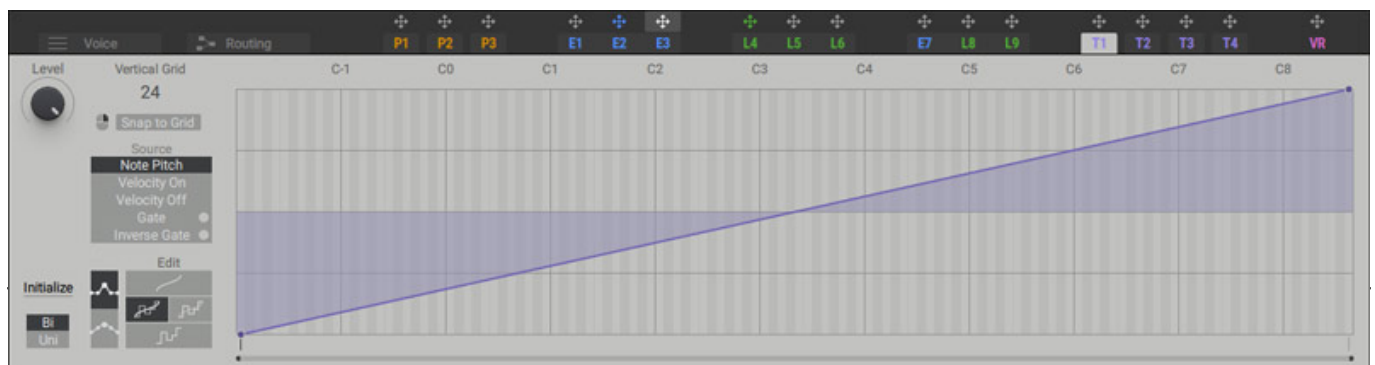 Voice Routing P1 P2 P3 E1 E2 E3 L4 L5 L6 E7 L8 L9 T1 T2 T3 T4 VR
Level Vertical Grid C-1 C0 C1 C2 C3 C4 C5 C6 C7 C8
24
Snap to Grid
Source
Note Pitch
Velocity On
Velocity Off
Gate
Inverse Gate
Edit
Initialize
Bi
Uni